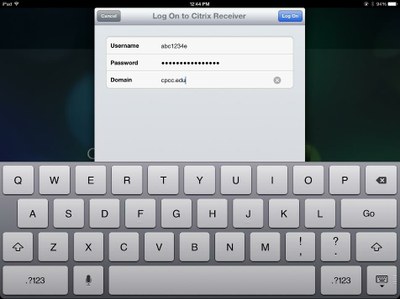 iPad 12:44 PM 94%
Cancel Log On to Citrix Receiver Log On
Username abc1234e
Password ••••••••••••••••
Domain cpcc.edu
Q W E R T Y U I O P
A S D F G H J K L Go
Z X C V B N M ! , ? .
.?123 .?123